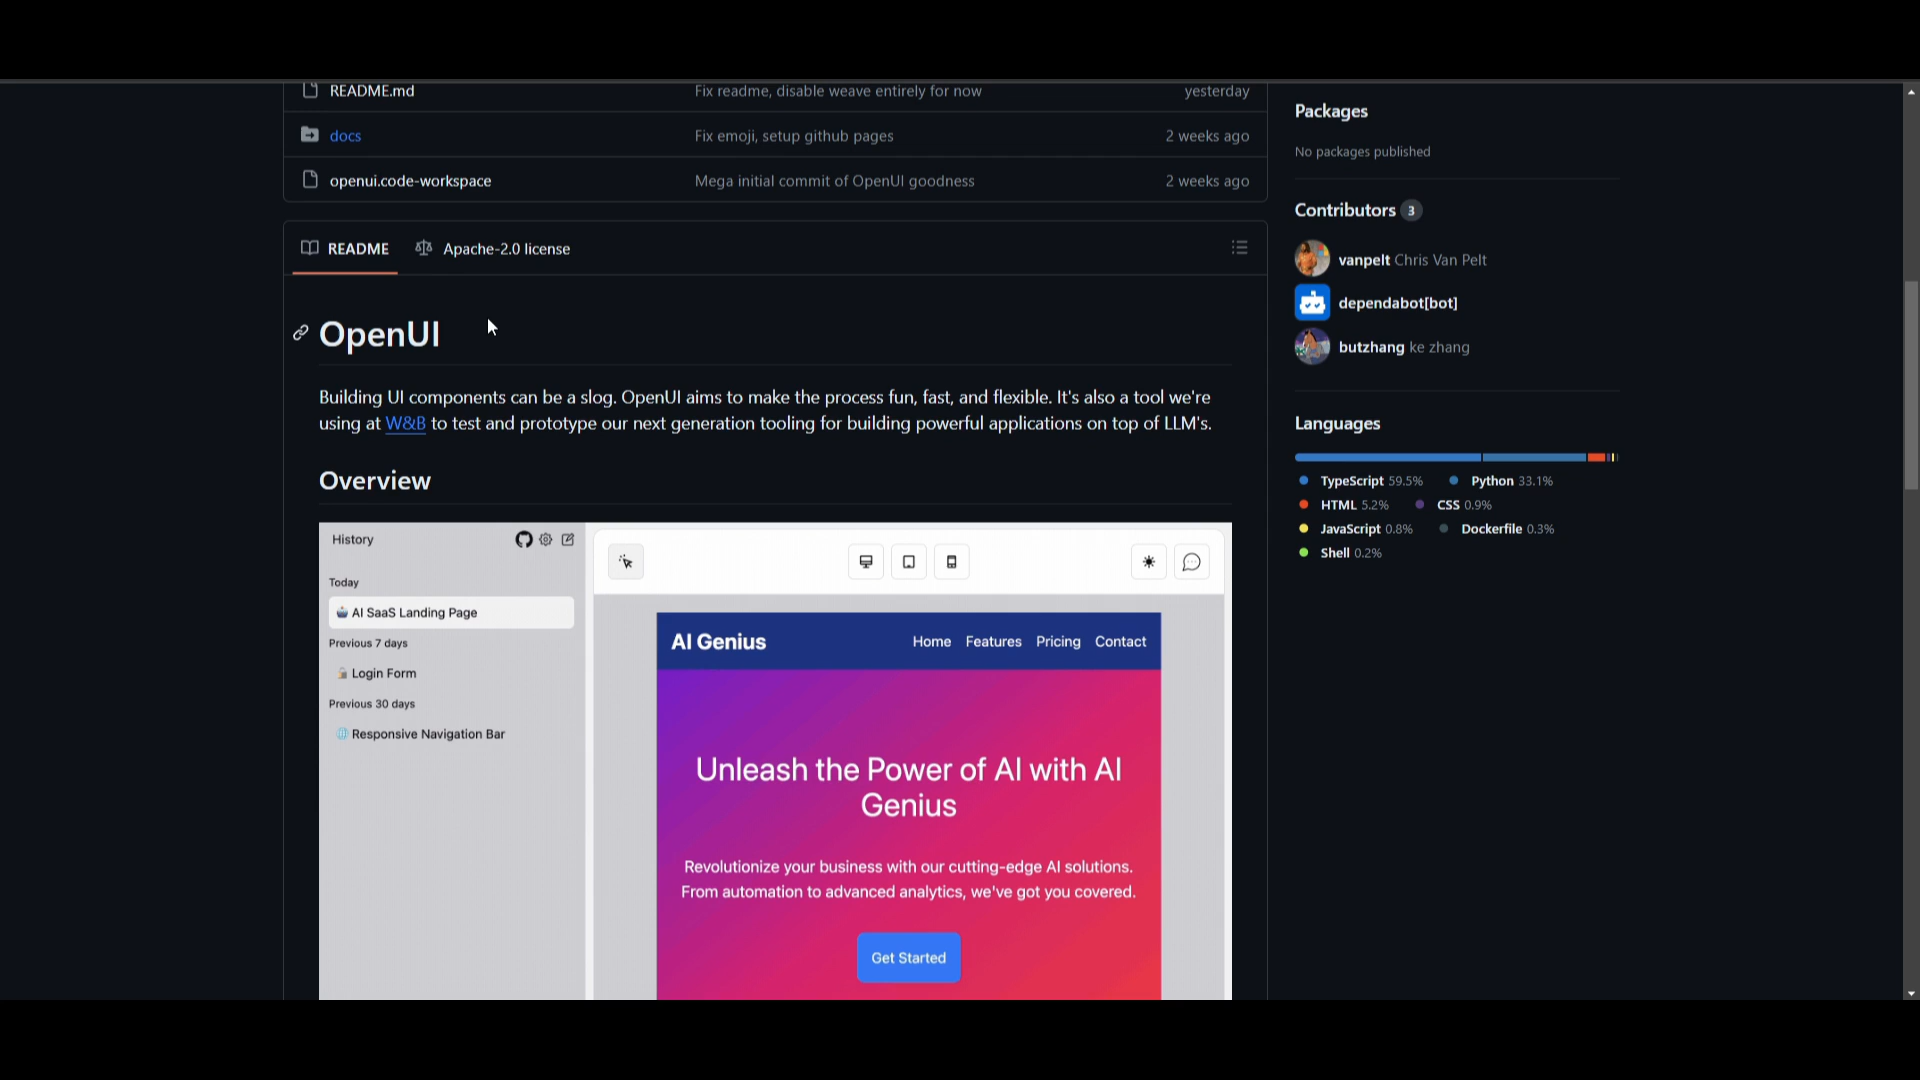 README.md Fix readme, disable weave entirely for now yesterday
docs Fix emoji, setup github pages 2 weeks ago
openui.code-workspace Mega initial commit of OpenUI goodness 2 weeks ago
README Apache-2.0 license
OpenUI
Building UI components can be a slog. OpenUI aims to make the process fun, fast, and flexible. It's also a tool we're
using at W&B to test and prototype our next generation tooling for building powerful applications on top of LLM's.
Overview
History
Today
AI SaaS Landing Page
Previous 7 days
Login Form
Previous 30 days
Responsive Navigation Bar
AI Genius Home Features Pricing Contact
Unleash the Power of AI with AI
Genius
Revolutionize your business with our cutting-edge AI solutions.
From automation to advanced analytics, we've got you covered.
Get Started
Packages
No packages published
Contributors 3
vanpelt Chris Van Pelt
dependabot[bot]
butzhang ke zhang
Languages
TypeScript 59.5% Python 33.1%
HTML 5.2% CSS 0.9%
JavaScript 0.8% Dockerfile 0.3%
Shell 0.2%